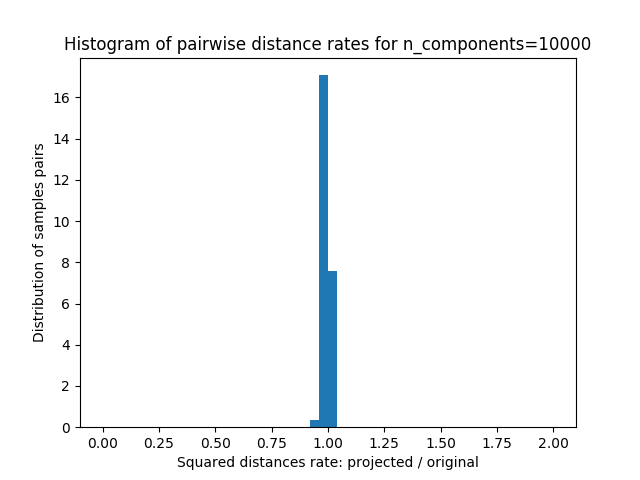 Histogram of pairwise distance rates for n_components=10000
Distribution of samples pairs
16
14
12
10
8
6
4
2
0
0.00 0.25 0.50 0.75 1.00 1.25 1.50 1.75 2.00
Squared distances rate: projected / original